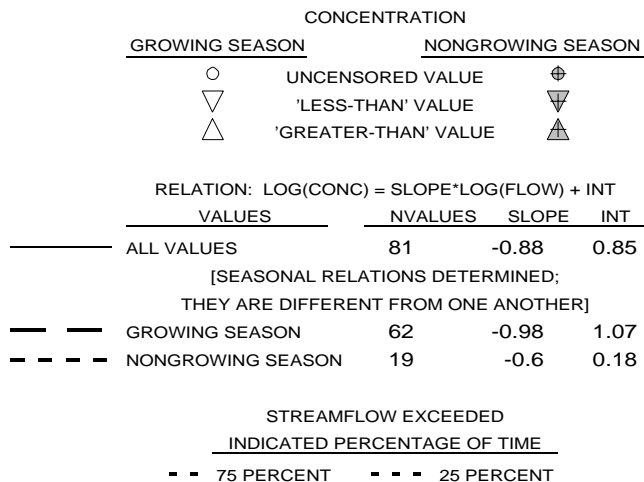 CONCENTRATION
GROWING SEASON NONGROWING SEASON
UNCENSORED VALUE
'LESS-THAN' VALUE
'GREATER-THAN' VALUE
RELATION: LOG(CONC) = SLOPE*LOG(FLOW) + INT
VALUES NVALUES SLOPE INT
ALL VALUES 81 -0.88 0.85
[SEASONAL RELATIONS DETERMINED;
THEY ARE DIFFERENT FROM ONE ANOTHER]
GROWING SEASON 62 -0.98 1.07
NONGROWING SEASON 19 -0.6 0.18
STREAMFLOW EXCEEDED
INDICATED PERCENTAGE OF TIME
75 PERCENT 25 PERCENT